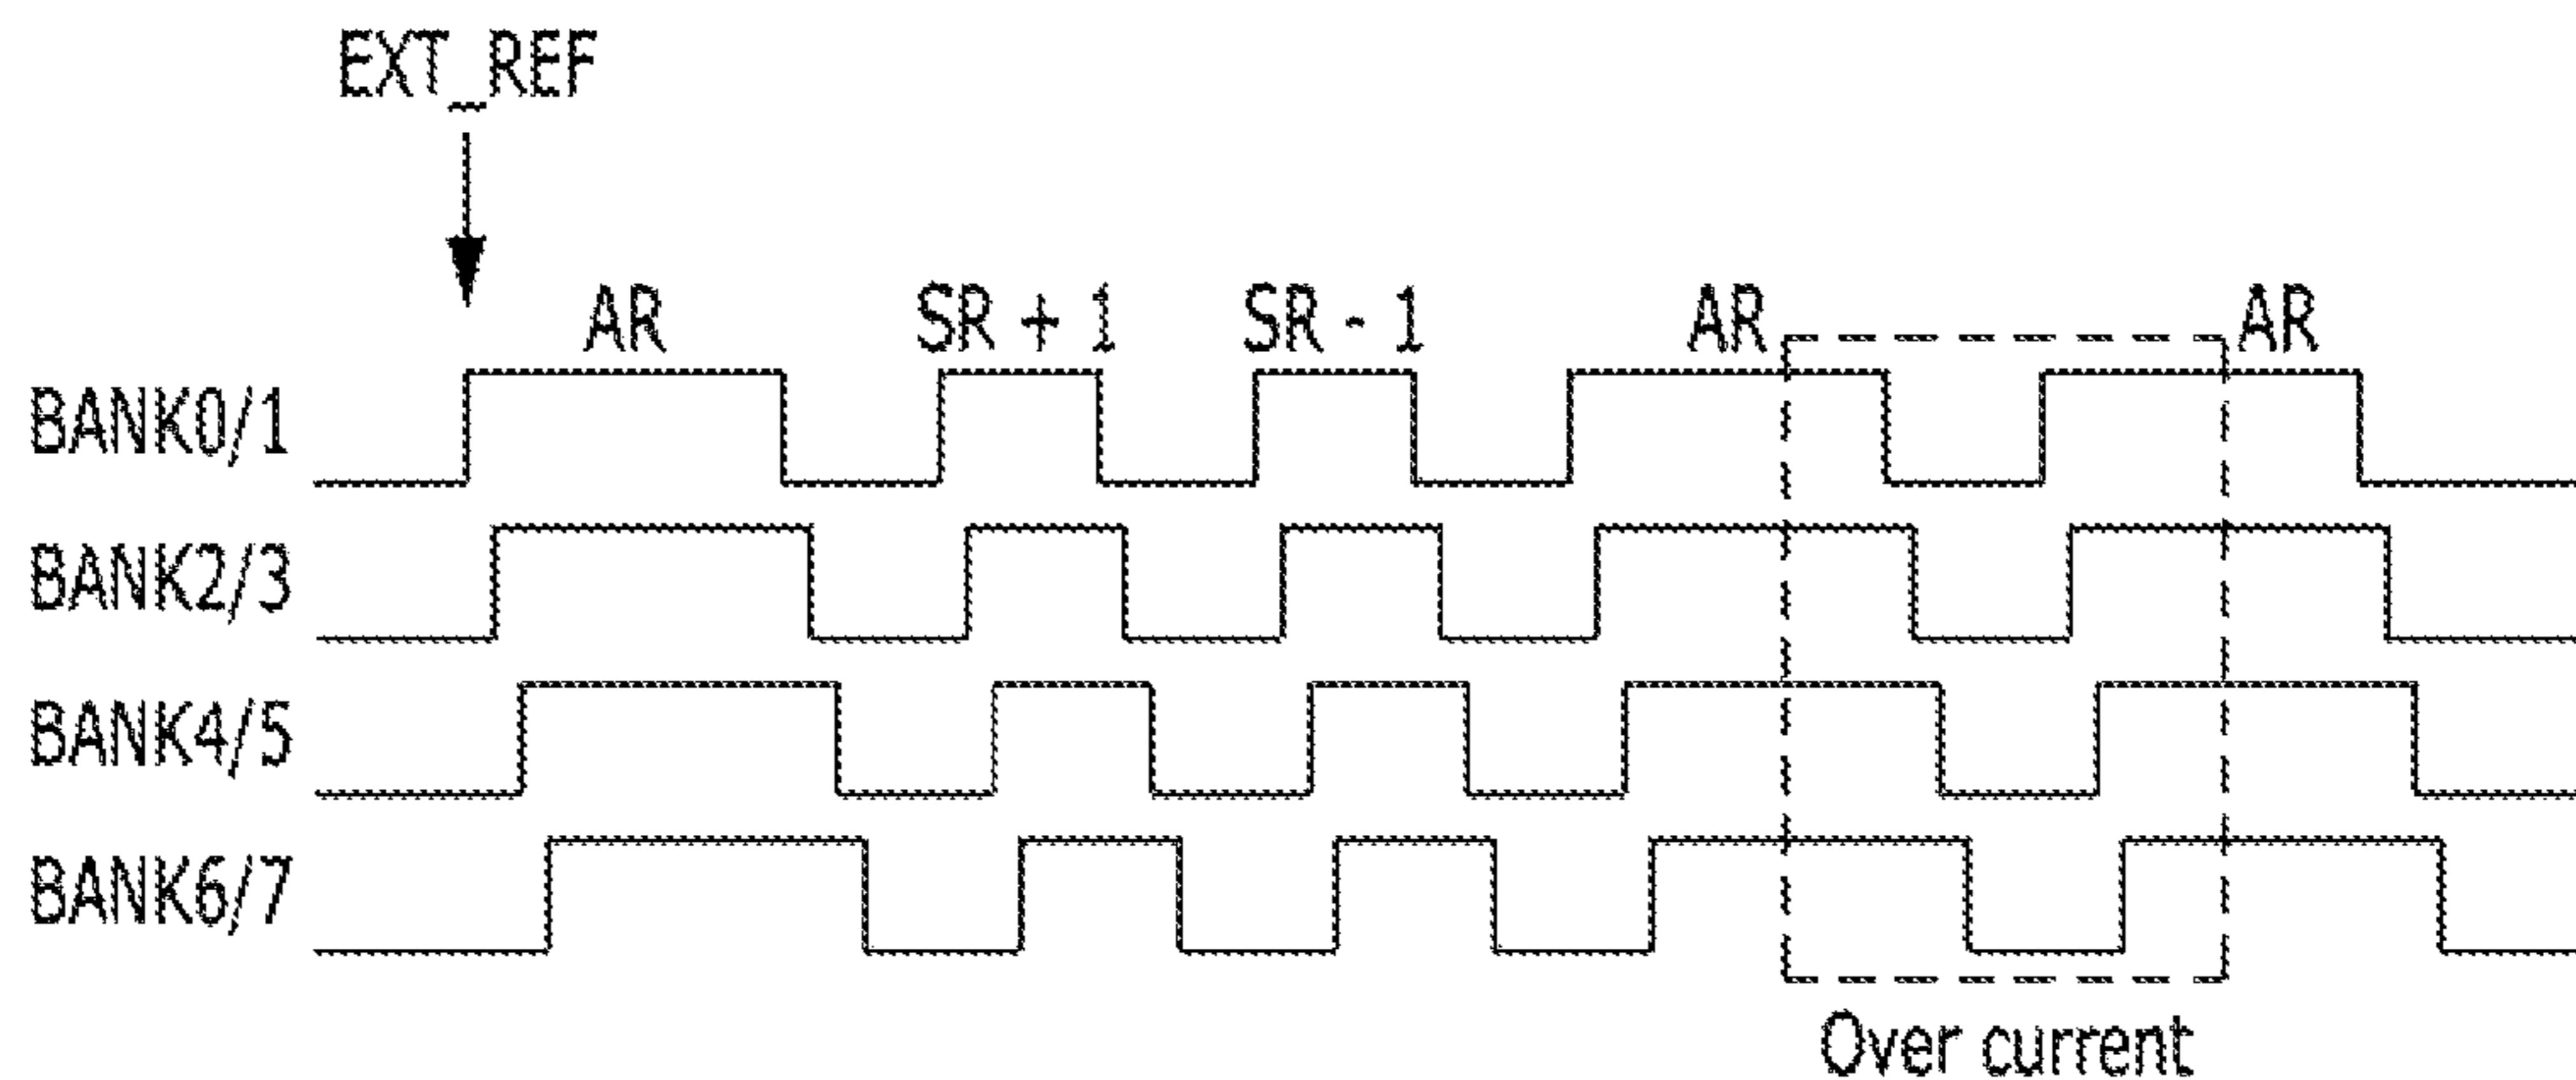 EXT_REF
AR SR + 1 SR - 1 AR AR
BANK0/1
BANK2/3
BANK4/5
BANK6/7
Over current